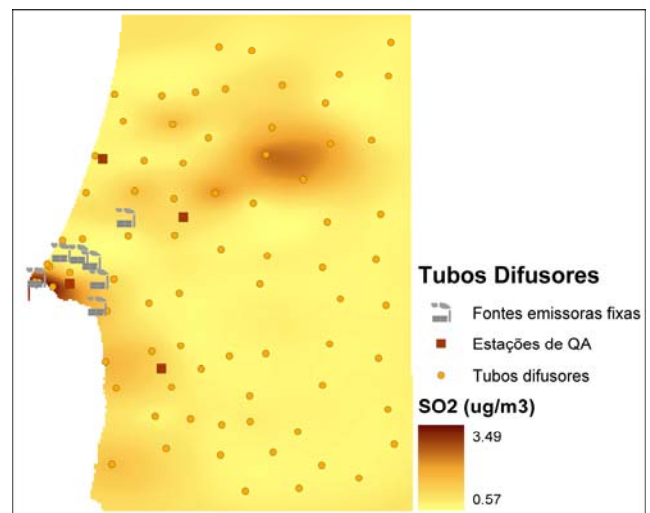 Tubos Difusores
Fontes emissoras fixas
Estações de QA
Tubos difusores
SO2 (ug/m3)
3.49
0.57